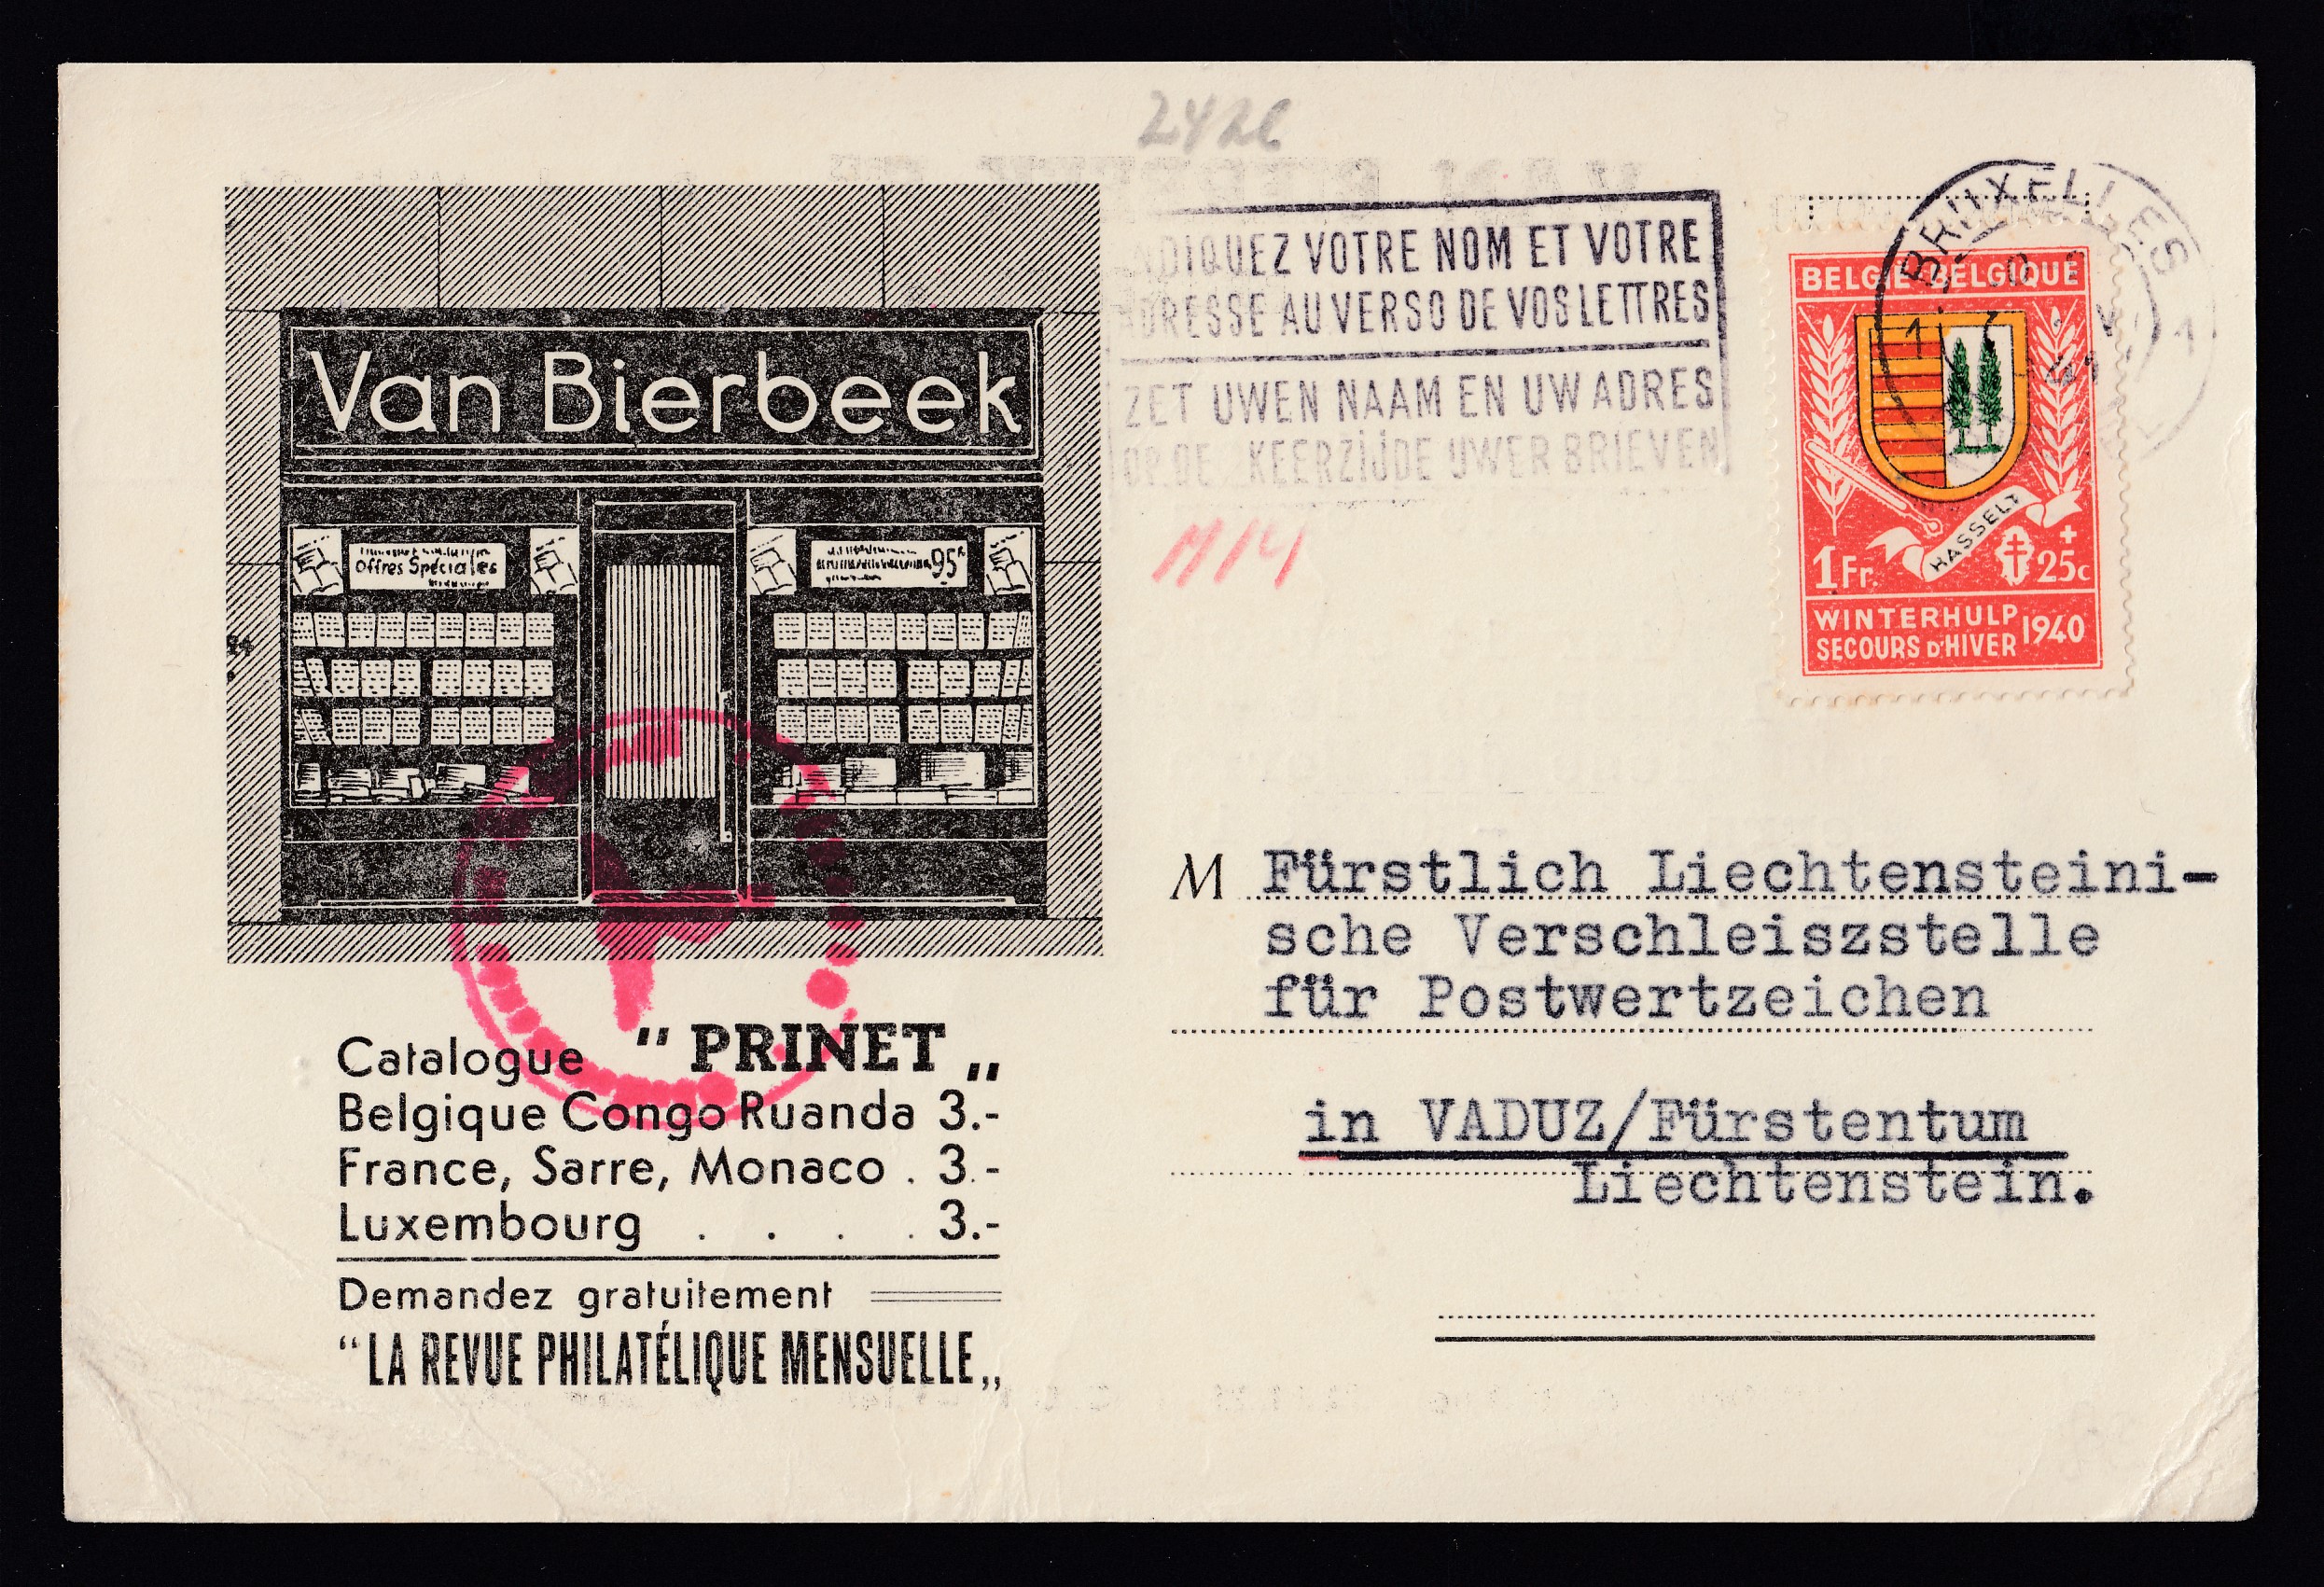 Van Bierbeek
Offres Spéciales
95
Catalogue "PRINET„
Belgique Congo Ruanda 3.-
France, Sarre, Monaco . 3.-
Luxembourg . . . . 3.-
Demandez gratuitement
“LA REVUE PHILATÉLIQUE MENSUELLE„
NDIQUEZ VOTRE NOM ET VOTRE
ADRESSE AU VERSO DE VOS LETTRES
ZET UWEN NAAM EN UW ADRES
OP DE KEERZIJDE UWER BRIEVEN
BRUXELLES
1 1
BELGIE-BELGIQUE
HASSELT
1Fr. + 25c
WINTERHULP
SECOURS D'HIVER 1940
M Fürstlich Liechtensteini-
sche Verschleiszstelle
für Postwertzeichen
in VADUZ/Fürstentum
Liechtenstein.